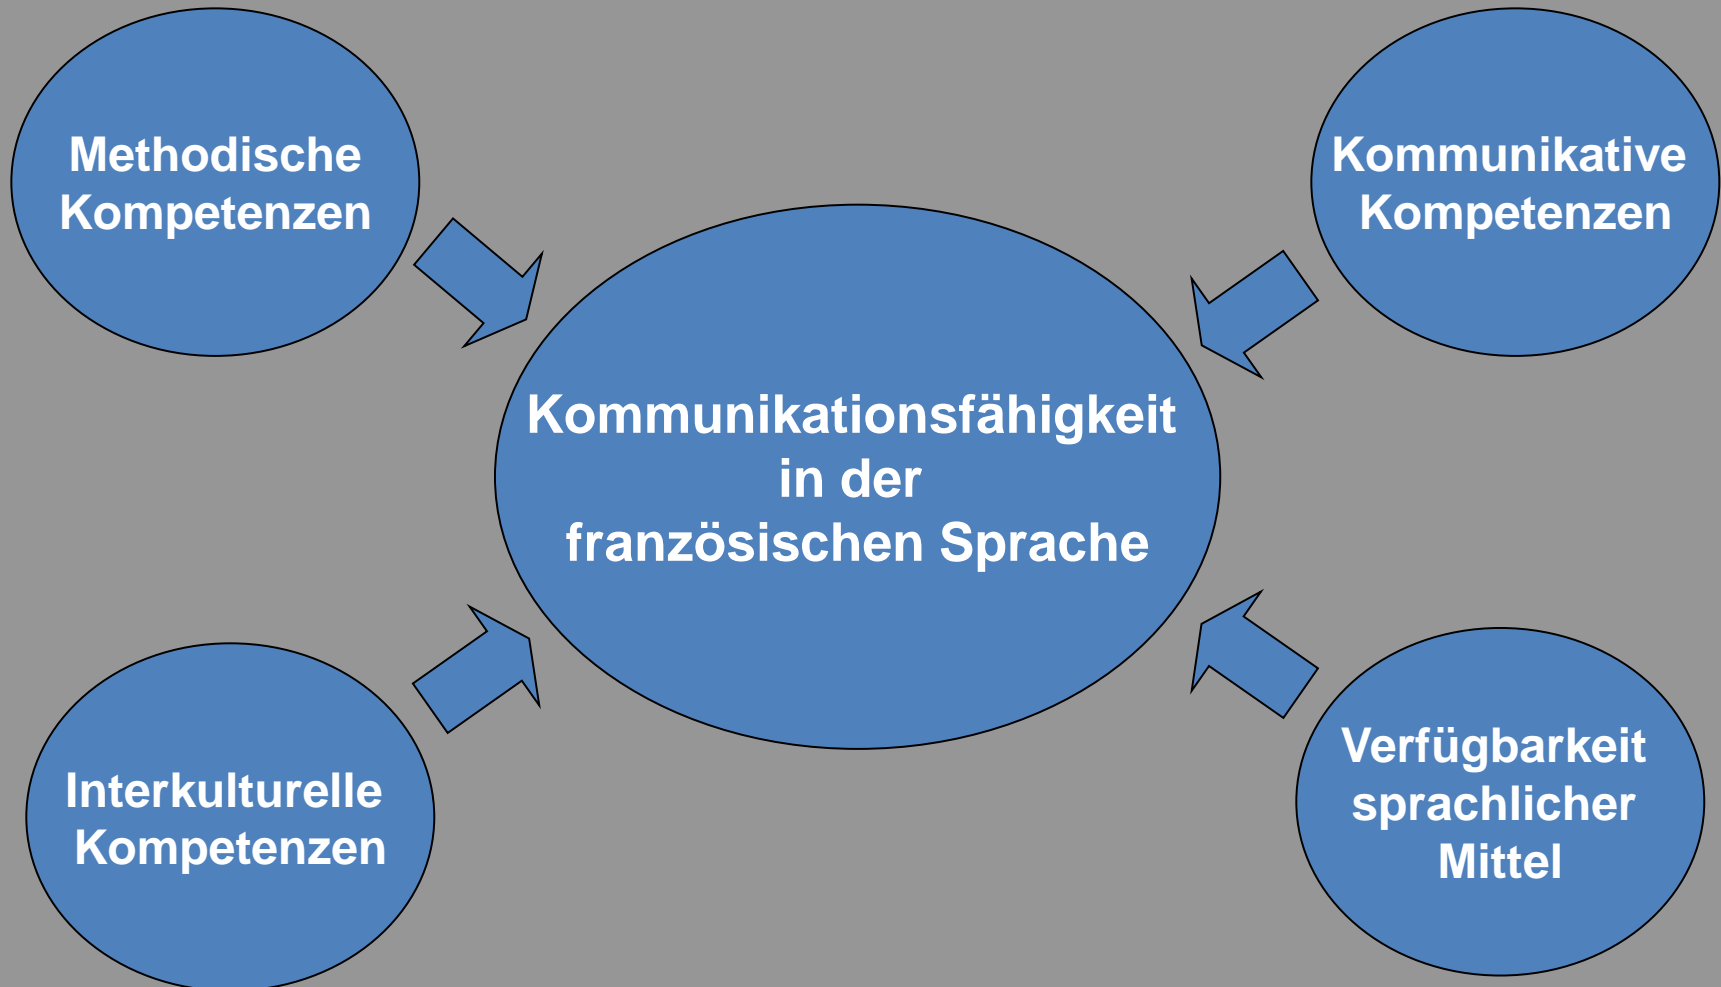 Methodische
Kompetenzen
Kommunikative
Kompetenzen
Kommunikationsfähigkeit
in der
französischen Sprache
Interkulturelle
Kompetenzen
Verfügbarkeit
sprachlicher
Mittel